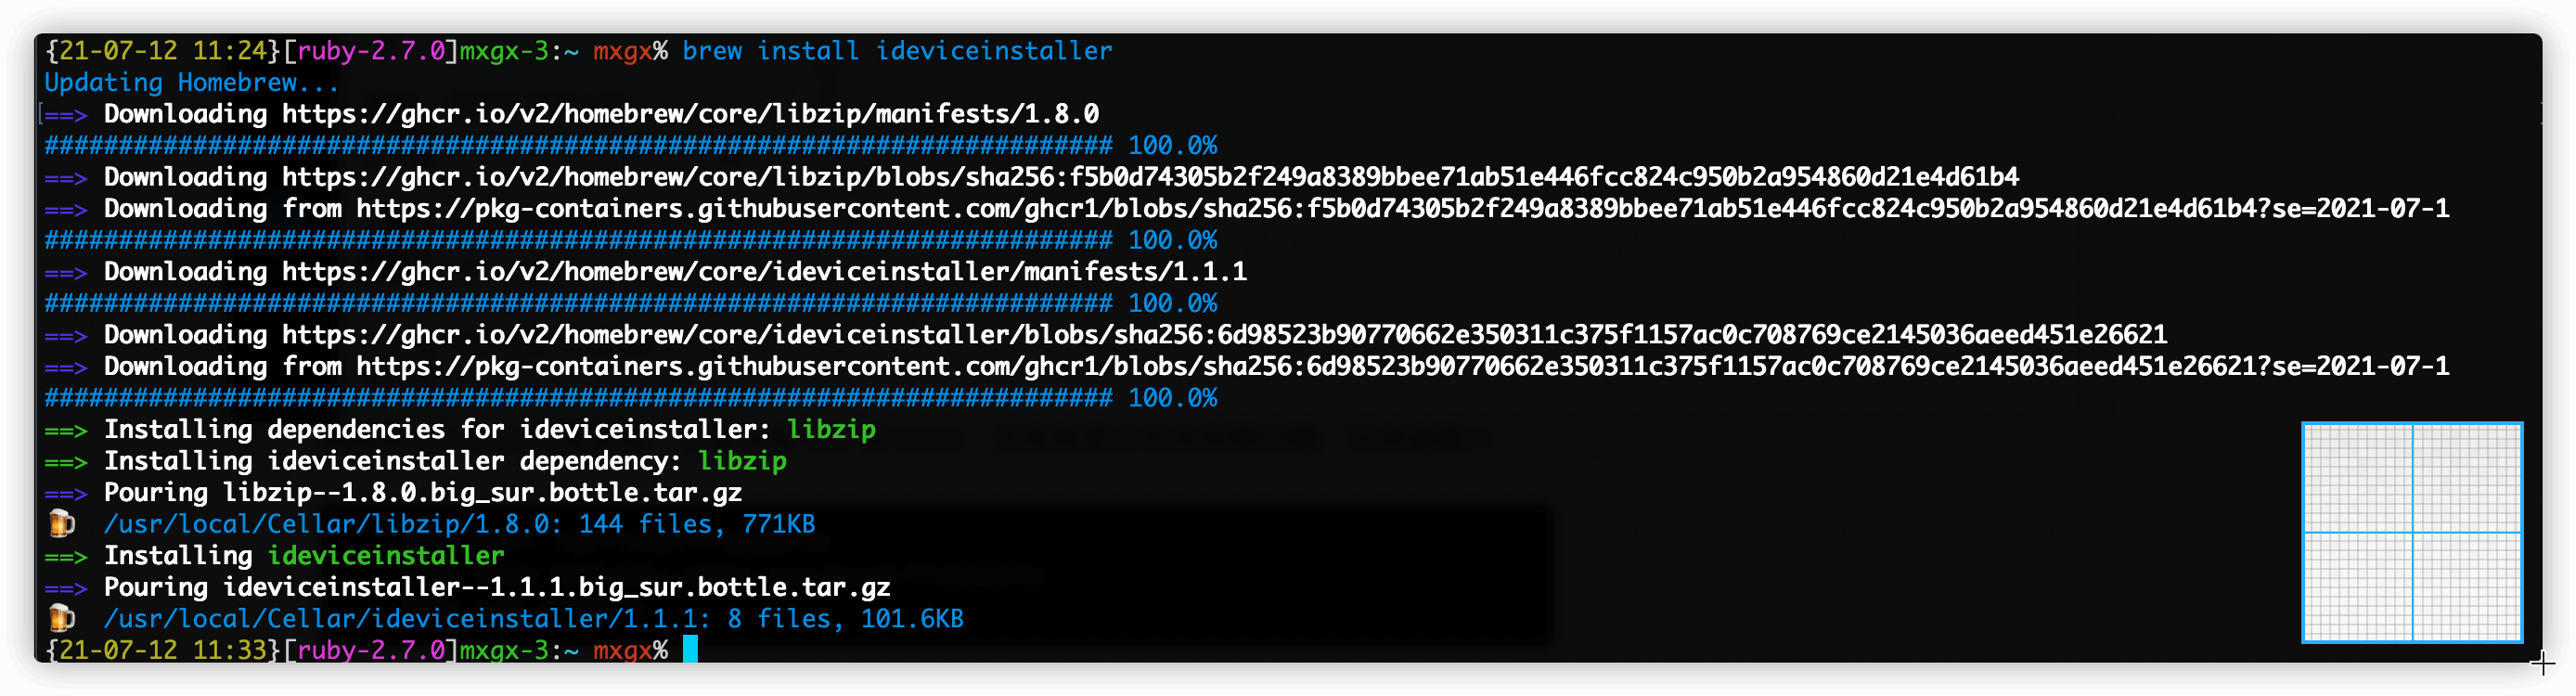 {21-07-12 11:24}[ruby-2.7.0]mxgx-3:~ mxgx% brew install ideviceinstaller
Updating Homebrew...
==> Downloading https://ghcr.io/v2/homebrew/core/libzip/manifests/1.8.0
######################################################################## 100.0%
==> Downloading https://ghcr.io/v2/homebrew/core/libzip/blobs/sha256:f5b0d74305b2f249a8389bbee71ab51e446fcc824c950b2a954860d21e4d61b4
==> Downloading from https://pkg-containers.githubusercontent.com/ghcr1/blobs/sha256:f5b0d74305b2f249a8389bbee71ab51e446fcc824c950b2a954860d21e4d61b4?se=2021-07-1
######################################################################## 100.0%
==> Downloading https://ghcr.io/v2/homebrew/core/ideviceinstaller/manifests/1.1.1
######################################################################## 100.0%
==> Downloading https://ghcr.io/v2/homebrew/core/ideviceinstaller/blobs/sha256:6d98523b90770662e350311c375f1157ac0c708769ce2145036aeed451e26621
==> Downloading from https://pkg-containers.githubusercontent.com/ghcr1/blobs/sha256:6d98523b90770662e350311c375f1157ac0c708769ce2145036aeed451e26621?se=2021-07-1
######################################################################## 100.0%
==> Installing dependencies for ideviceinstaller: libzip
==> Installing ideviceinstaller dependency: libzip
==> Pouring libzip--1.8.0.big_sur.bottle.tar.gz
🍺 /usr/local/Cellar/libzip/1.8.0: 144 files, 771KB
==> Installing ideviceinstaller
==> Pouring ideviceinstaller--1.1.1.big_sur.bottle.tar.gz
🍺 /usr/local/Cellar/ideviceinstaller/1.1.1: 8 files, 101.6KB
{21-07-12 11:33}[ruby-2.7.0]mxgx-3:~ mxgx%